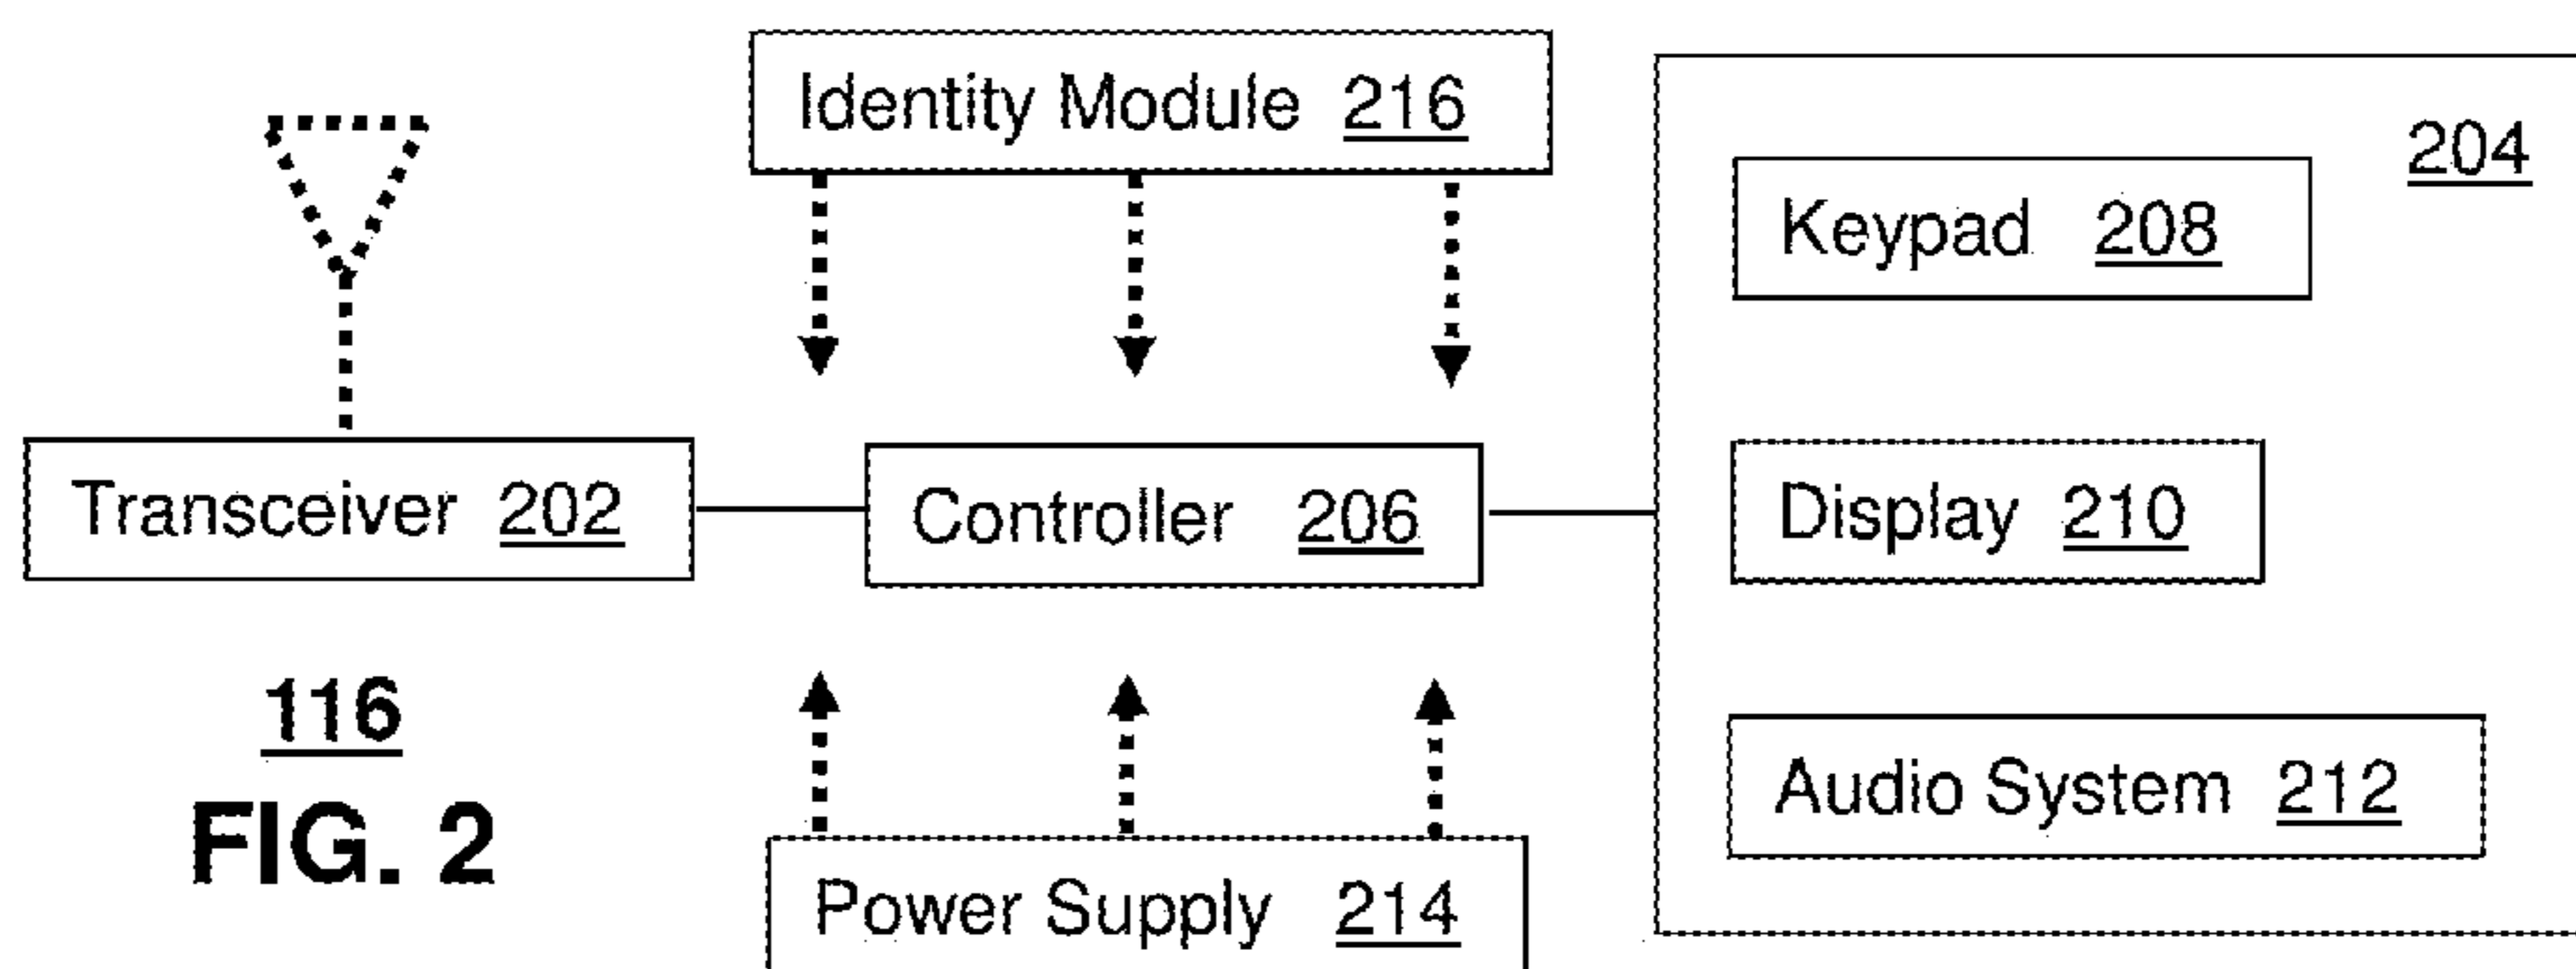 Identity Module 216
204
Keypad 208
Transceiver 202
Controller 206
Display 210
116
FIG. 2
Audio System 212
Power Supply 214